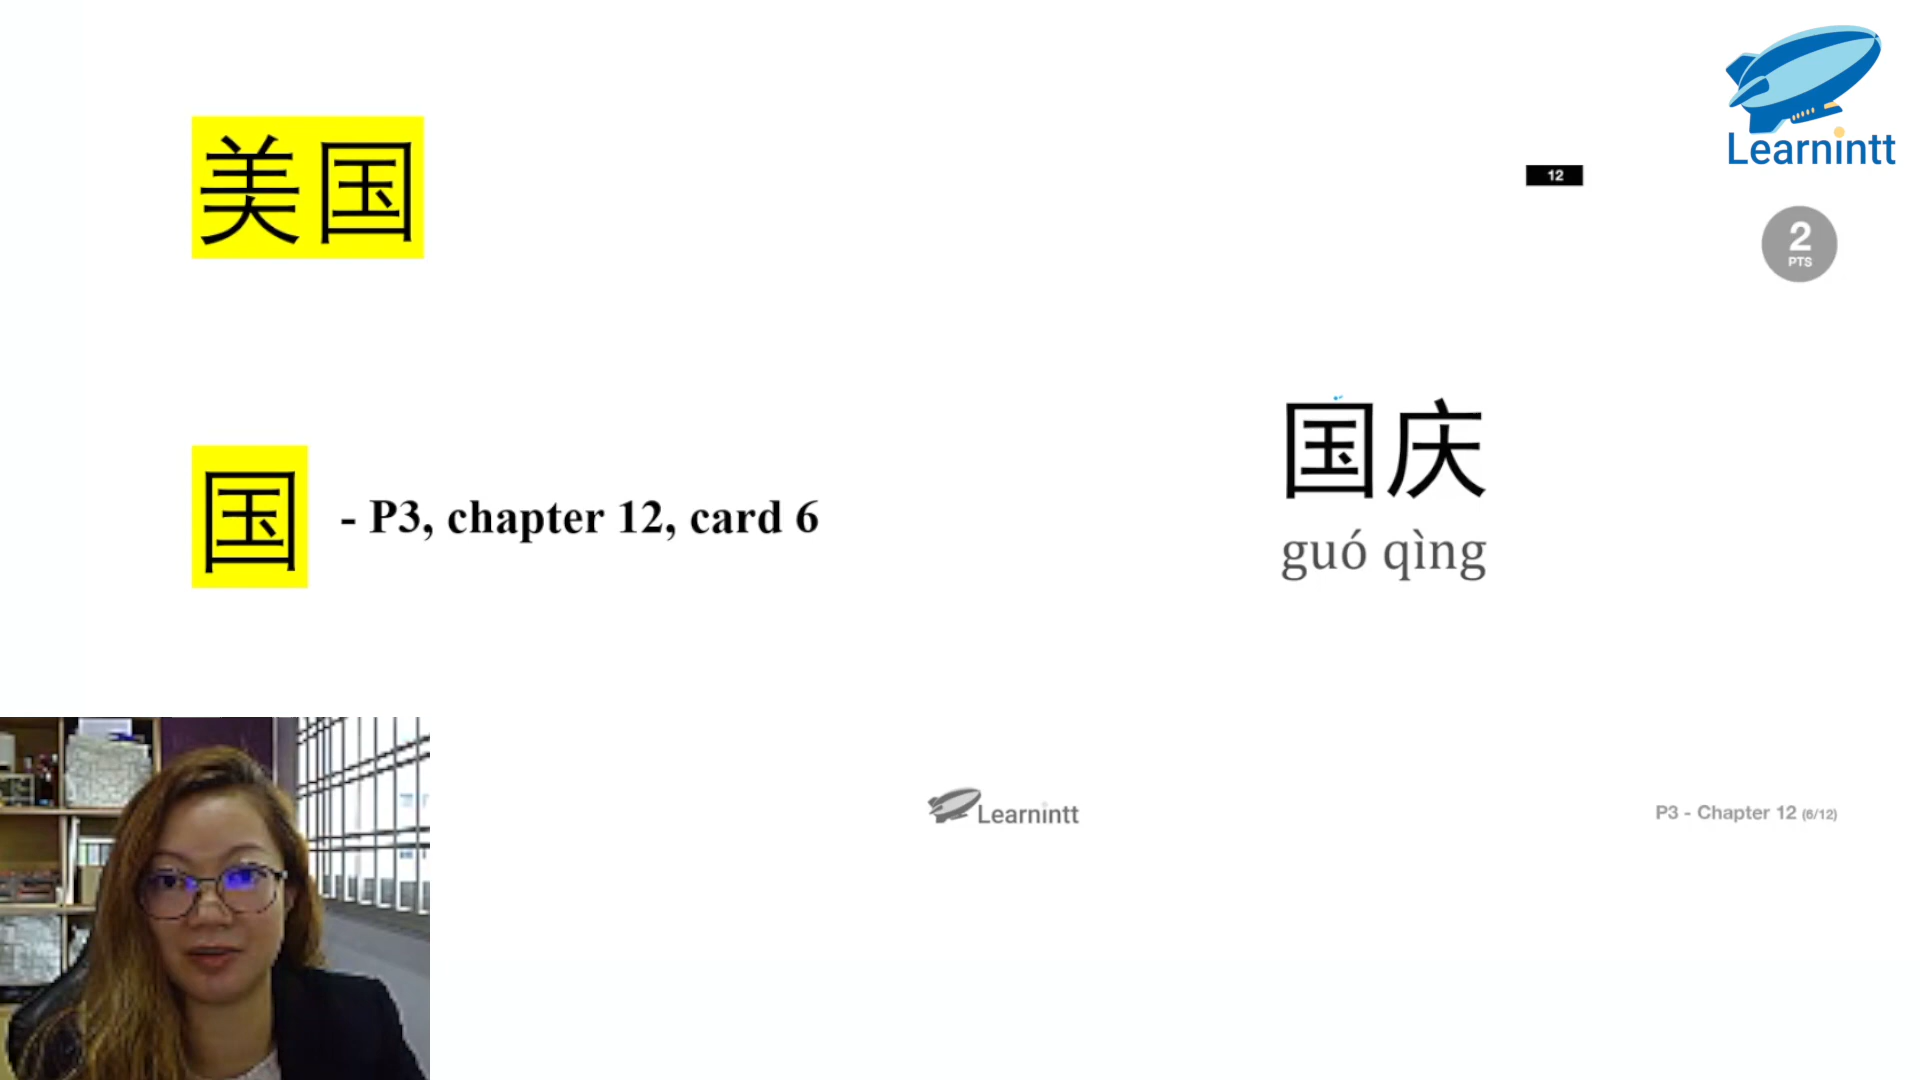 美国
Learnintt
12
2
PTS
国 - P3, chapter 12, card 6
国庆
guó qìng
Learnintt
P3 - Chapter 12 (6/12)